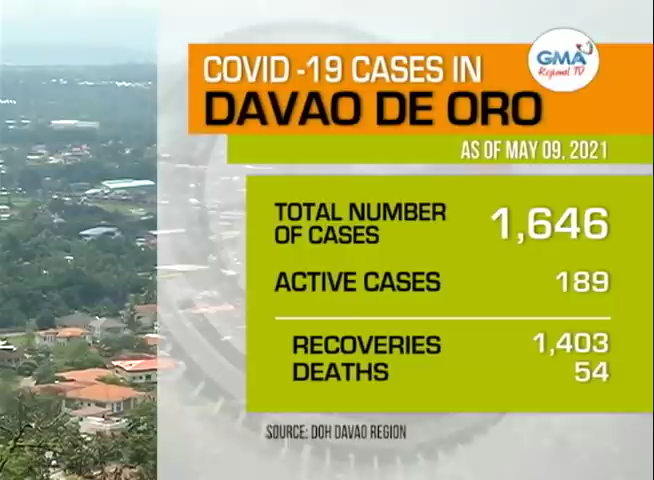 GMA
Regional TV
COVID -19 CASES IN
DAVAO DE ORO
AS OF MAY 09, 2021
TOTAL NUMBER
OF CASES 1,646
ACTIVE CASES 189
RECOVERIES 1,403
DEATHS 54
SOURCE: DOH DAVAO REGION